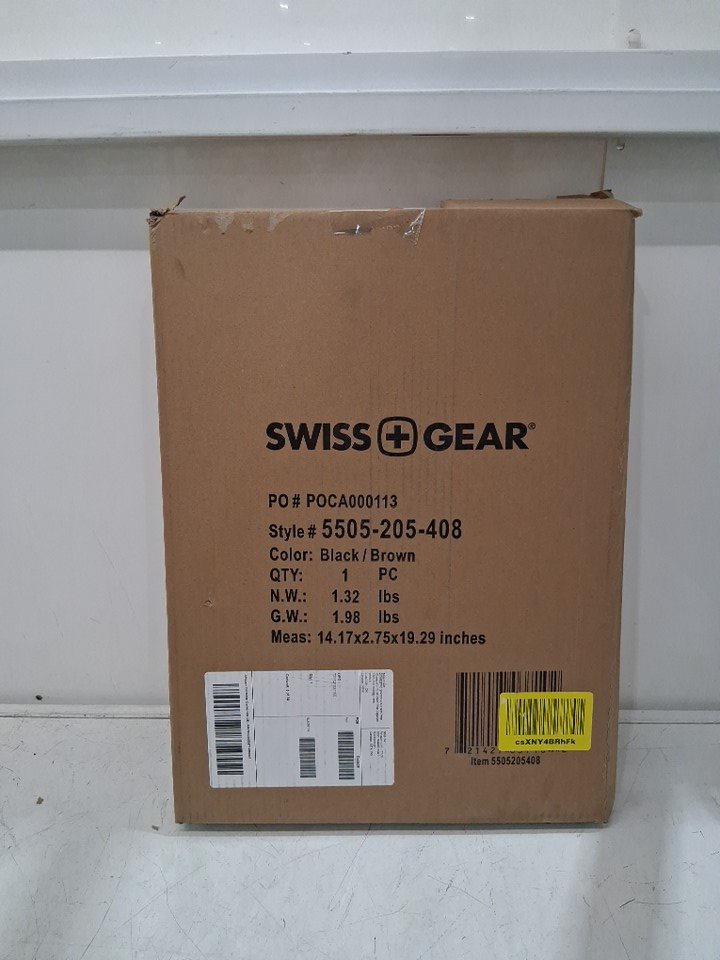 SWISS GEAR®
PO # POCA000113
Style # 5505-205-408
Color: Black / Brown
QTY: 1 PC
N.W.: 1.32 lbs
G.W.: 1.98 lbs
Meas: 14.17x2.75x19.29 inches
csXNY4BRhFk
Item 5505205408